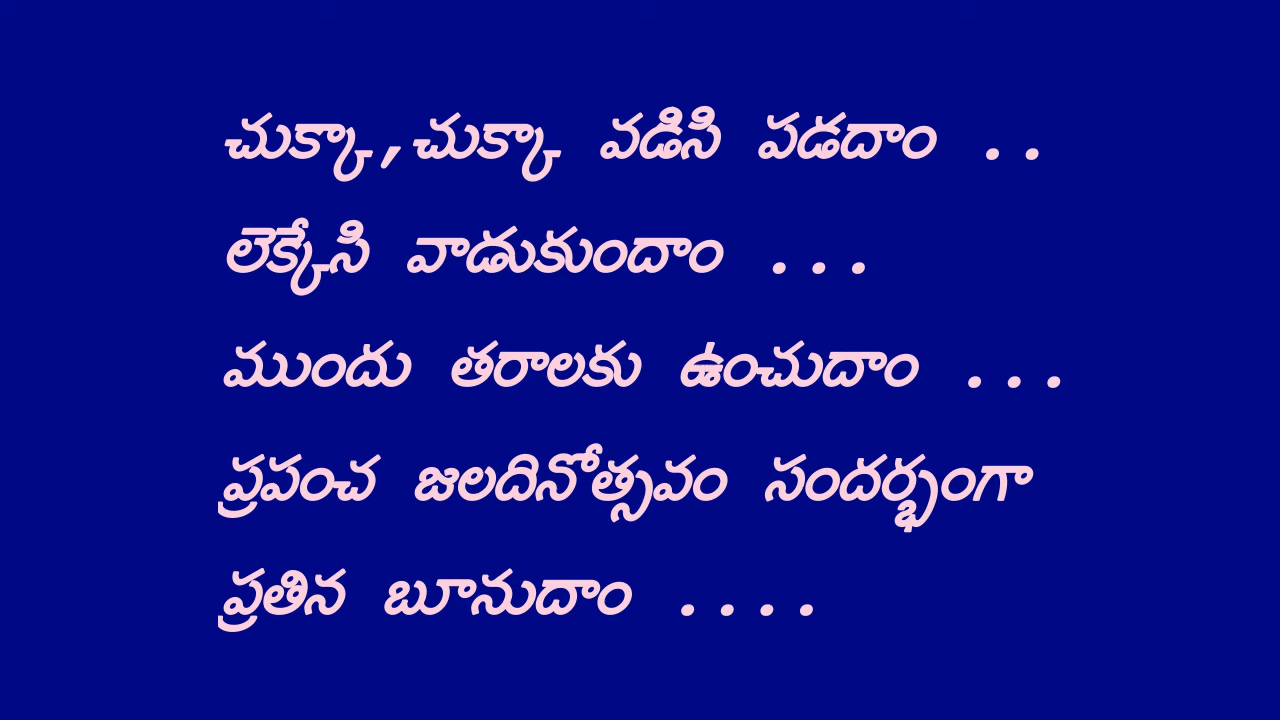 చుక్కా,చుక్కా వడిసి పడదాం ..
లెక్కేసి వాడుకుందాం ...
ముందు తరాలకు ఉంచుదాం ...
ప్రపంచ జలదినోత్సవం సందర్భంగా
ప్రతిన బూనుదాం ....